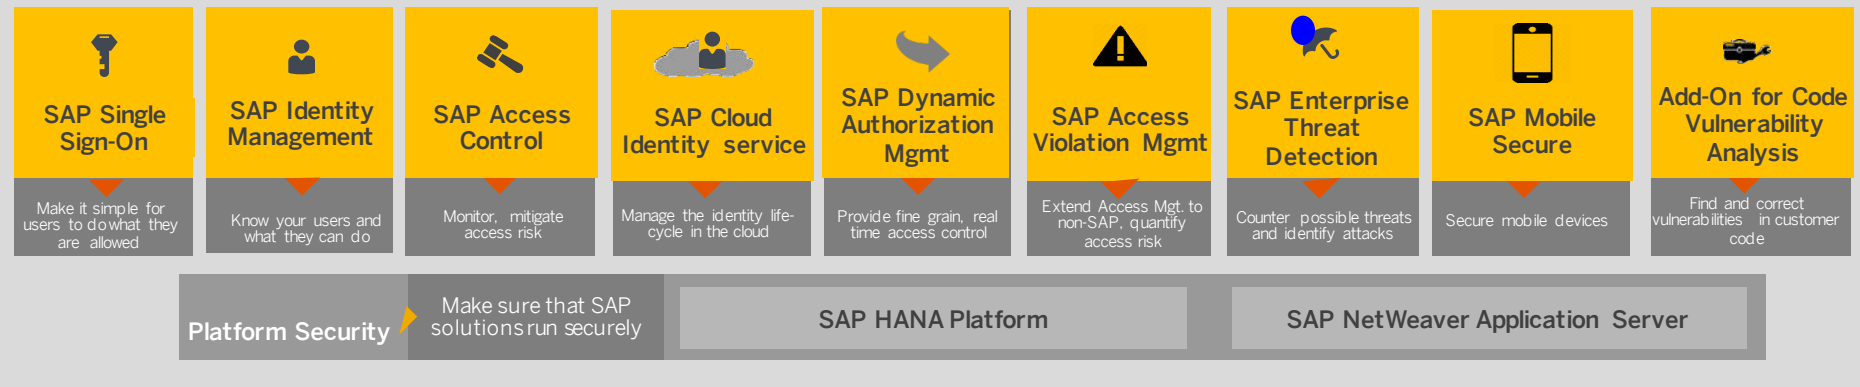 SAP Single
Sign-On
Make it simple for
users to do what they
are allowed
SAP Identity
Management
Know your users and
what they can do
SAP Access
Control
Monitor, mitigate
access risk
SAP Cloud
Identity service
Manage the identity life-
cycle in the cloud
SAP Dynamic
Authorization
Mgmt
Provide fine grain, real
time access control
SAP Access
Violation Mgmt
Extend Access Mgt. to
non-SAP, quantify
access risk
SAP Enterprise
Threat
Detection
Counter possible threats
and identify attacks
SAP Mobile
Secure
Secure mobile devices
Add-On for Code
Vulnerability
Analysis
Find and correct
vulnerabilities in customer
code
Platform Security
Make sure that SAP
solutions run securely
SAP HANA Platform
SAP NetWeaver Application Server